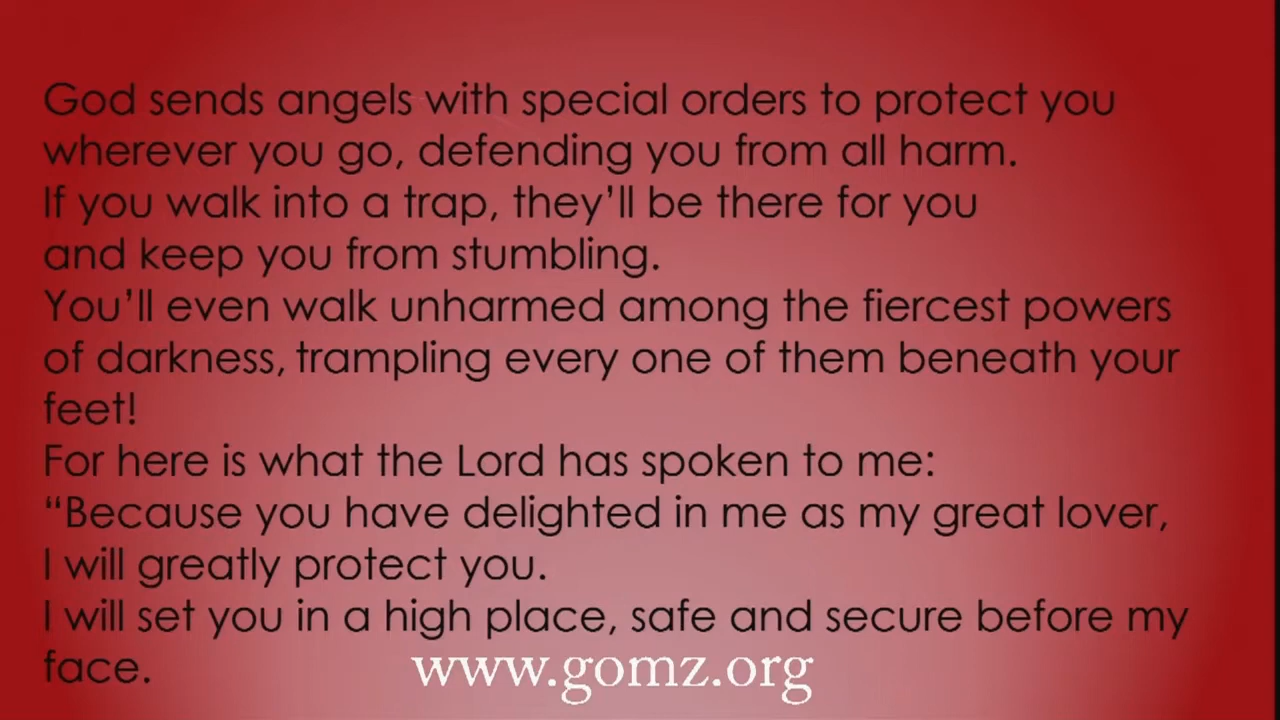 God sends angels with special orders to protect you
wherever you go, defending you from all harm.
If you walk into a trap, they’ll be there for you
and keep you from stumbling.
You’ll even walk unharmed among the fiercest powers
of darkness, trampling every one of them beneath your
feet!
For here is what the Lord has spoken to me:
“Because you have delighted in me as my great lover,
I will greatly protect you.
I will set you in a high place, safe and secure before my
face.
www.gomz.org